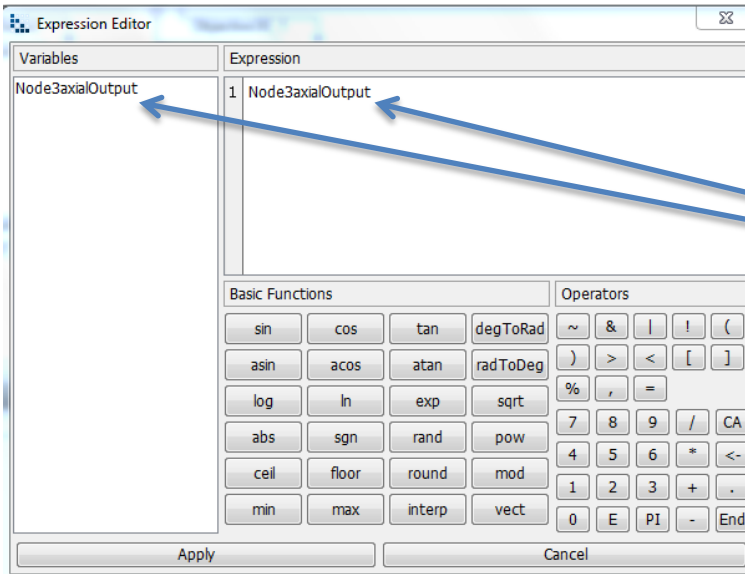 Expression Editor
Variables
Expression
Node3axialOutput
1 Node3axialOutput
Basic Functions
Operators
sin cos tan degToRad ~ & | ! (
asin acos atan radToDeg ) > < [ ]
log ln exp sqrt % , =
abs sgn rand pow 7 8 9 / CA
ceil floor round mod 4 5 6 * <-
min max interp vect 1 2 3 + .
0 E PI - End
Apply Cancel